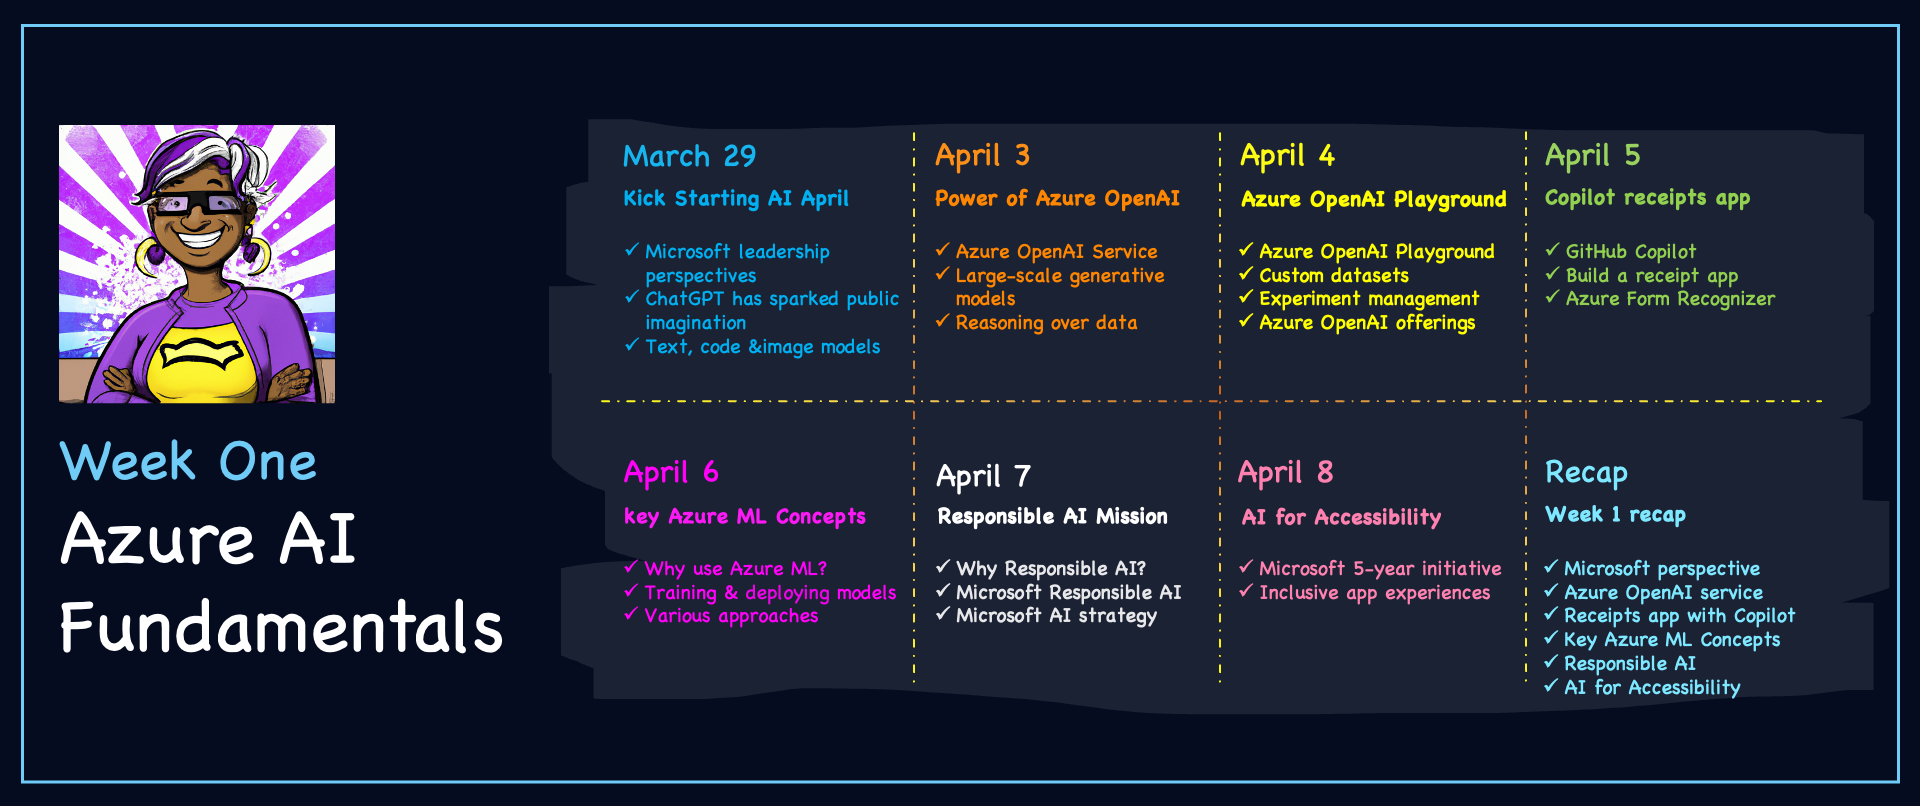 Week One
Azure AI
Fundamentals
March 29
Kick Starting AI April
✓ Microsoft leadership
perspectives
✓ ChatGPT has sparked public
imagination
✓ Text, code &image models
April 3
Power of Azure OpenAI
✓ Azure OpenAI Service
✓ Large-scale generative
models
✓ Reasoning over data
April 4
Azure OpenAI Playground
✓ Azure OpenAI Playground
✓ Custom datasets
✓ Experiment management
✓ Azure OpenAI offerings
April 5
Copilot receipts app
✓ GitHub Copilot
✓ Build a receipt app
✓ Azure Form Recognizer
April 6
key Azure ML Concepts
✓ Why use Azure ML?
✓ Training & deploying models
✓ Various approaches
April 7
Responsible AI Mission
✓ Why Responsible AI?
✓ Microsoft Responsible AI
✓ Microsoft AI strategy
April 8
AI for Accessibility
✓ Microsoft 5-year initiative
✓ Inclusive app experiences
Recap
Week 1 recap
✓ Microsoft perspective
✓ Azure OpenAI service
✓ Receipts app with Copilot
✓ Key Azure ML Concepts
✓ Responsible AI
✓ AI for Accessibility